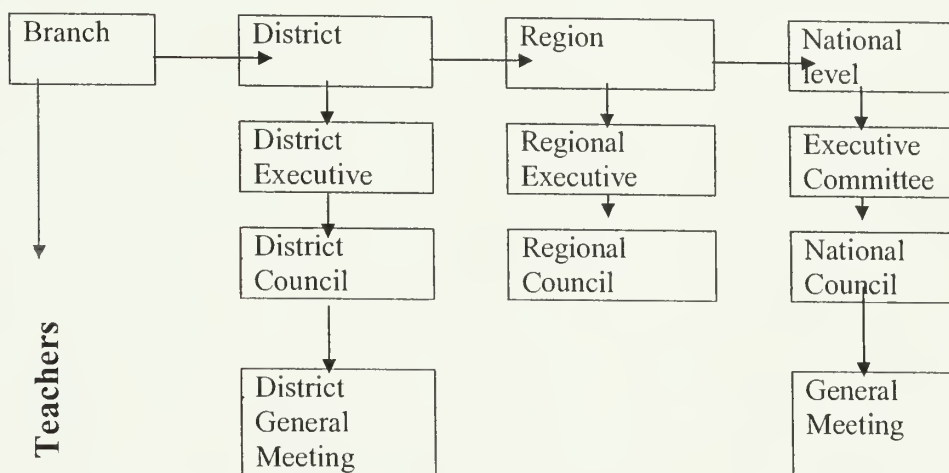 Branch
District
Region
National
level
District
Executive
Regional
Executive
Executive
Committee
District
Council
Regional
Council
National
Council
Teachers
District
General
Meeting
General
Meeting